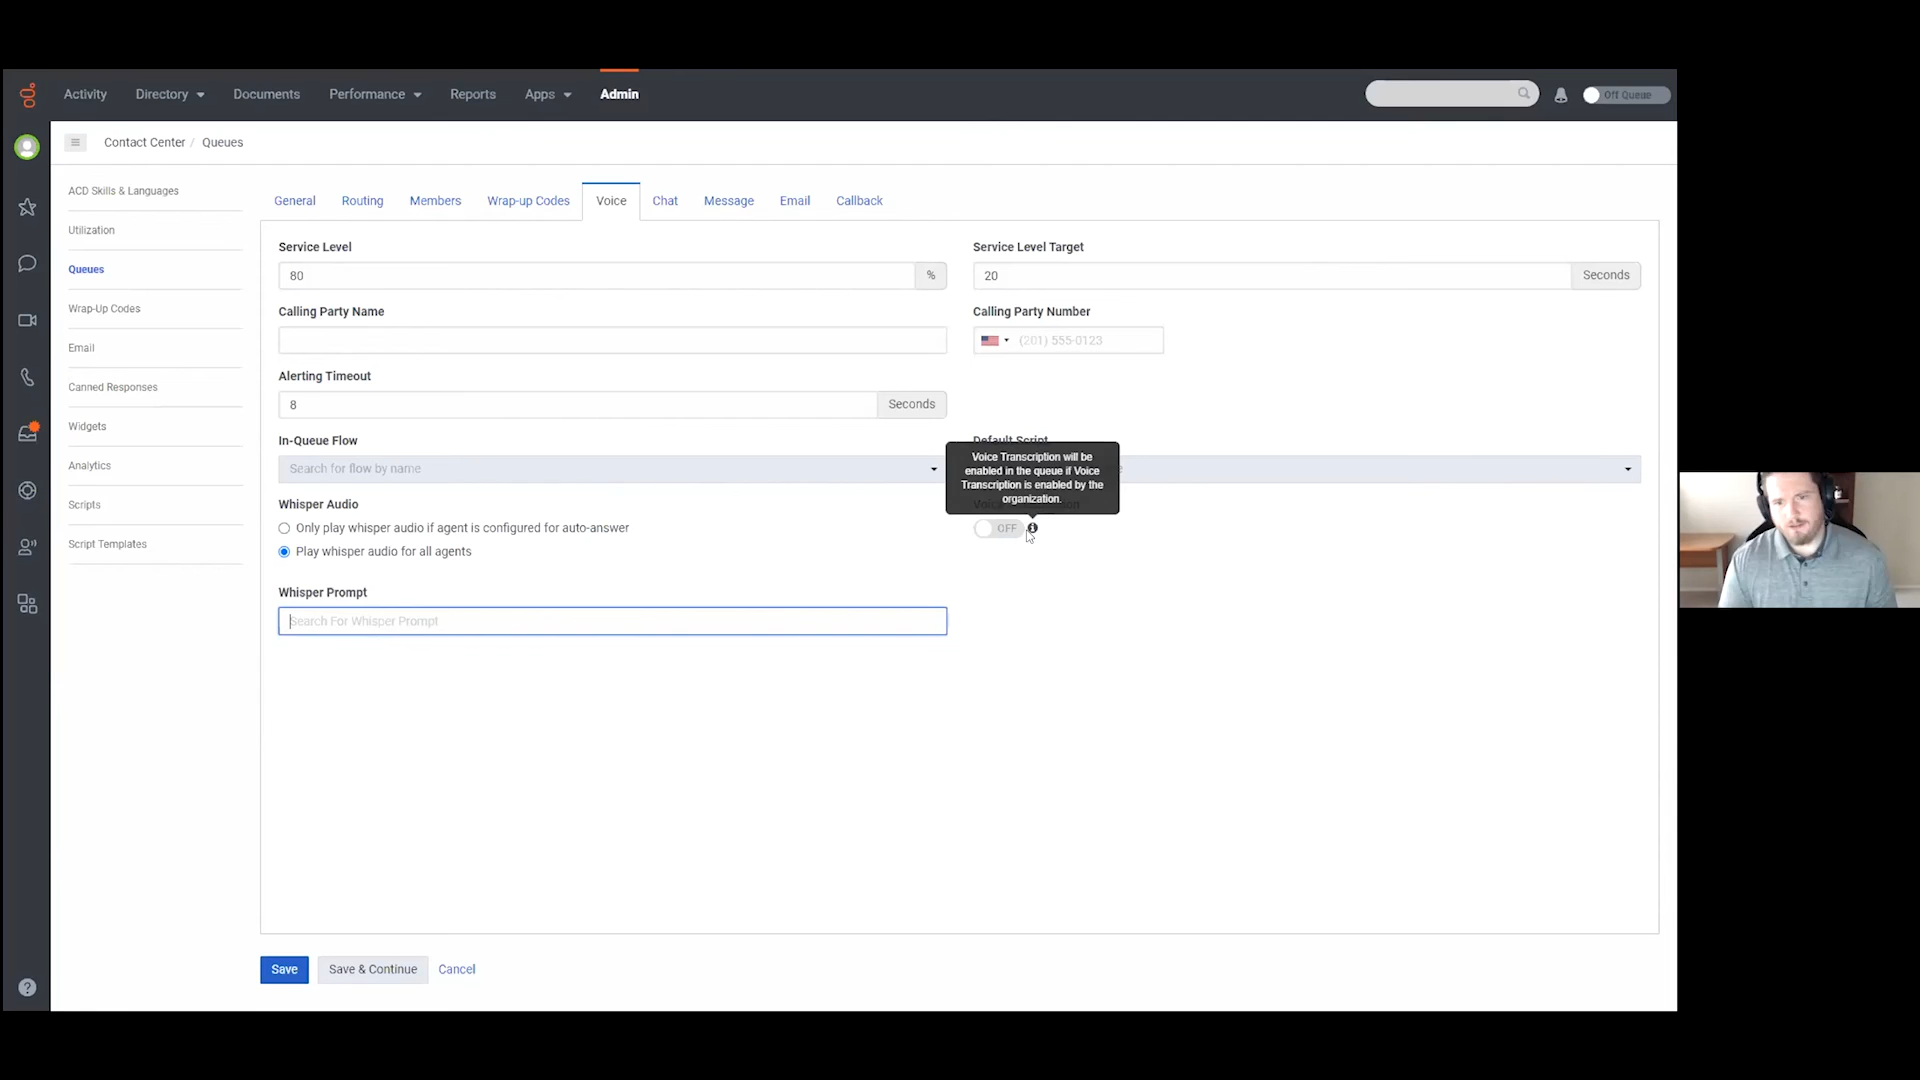 Activity Directory Documents Performance Reports Apps Admin
Off Queue
Contact Center / Queues
ACD Skills & Languages
Utilization
Queues
Wrap-Up Codes
Email
Canned Responses
Widgets
Analytics
Scripts
Script Templates
General Routing Members Wrap-up Codes Voice Chat Message Email Callback
Service Level
80 %
Service Level Target
20 Seconds
Calling Party Name
Calling Party Number
(201) 555-0123
Alerting Timeout
8 Seconds
In-Queue Flow
Search for flow by name
Default Script
Voice Transcription will be
enabled in the queue if Voice
Transcription is enabled by the
organization.
OFF
Whisper Audio
Only play whisper audio if agent is configured for auto-answer
Play whisper audio for all agents
Whisper Prompt
Search For Whisper Prompt
Save Save & Continue Cancel